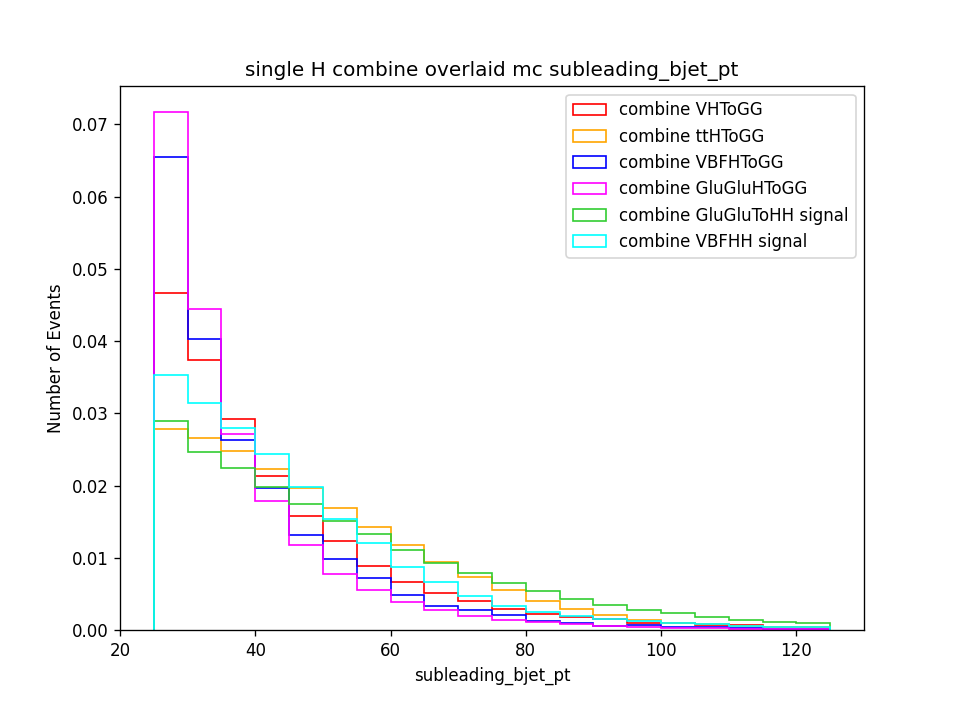 single H combine overlaid mc subleading_bjet_pt
combine VHToGG
combine ttHToGG
combine VBFHToGG
combine GluGluHToGG
combine GluGluToHH signal
combine VBFHH signal
0.07
0.06
0.05
0.04
0.03
0.02
0.01
0.00
Number of Events
20 40 60 80 100 120
subleading_bjet_pt